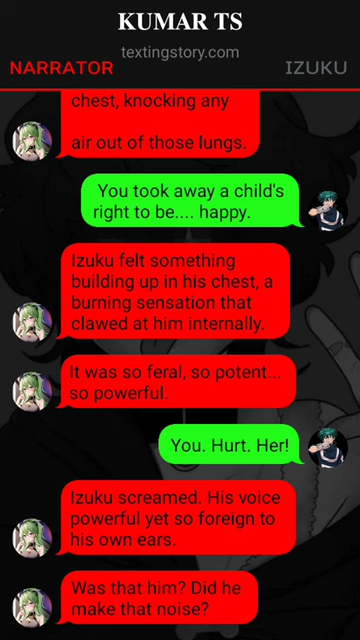 KUMAR TS
textingstory.com
NARRATOR
IZUKU
chest, knocking any
air out of those lungs.
You took away a child's
right to be.... happy.
Izuku felt something
building up in his chest, a
burning sensation that
clawed at him internally.
It was so feral, so potent...
so powerful.
You. Hurt. Her!
Izuku screamed. His voice
powerful yet so foreign to
his own ears.
Was that him? Did he
make that noise?